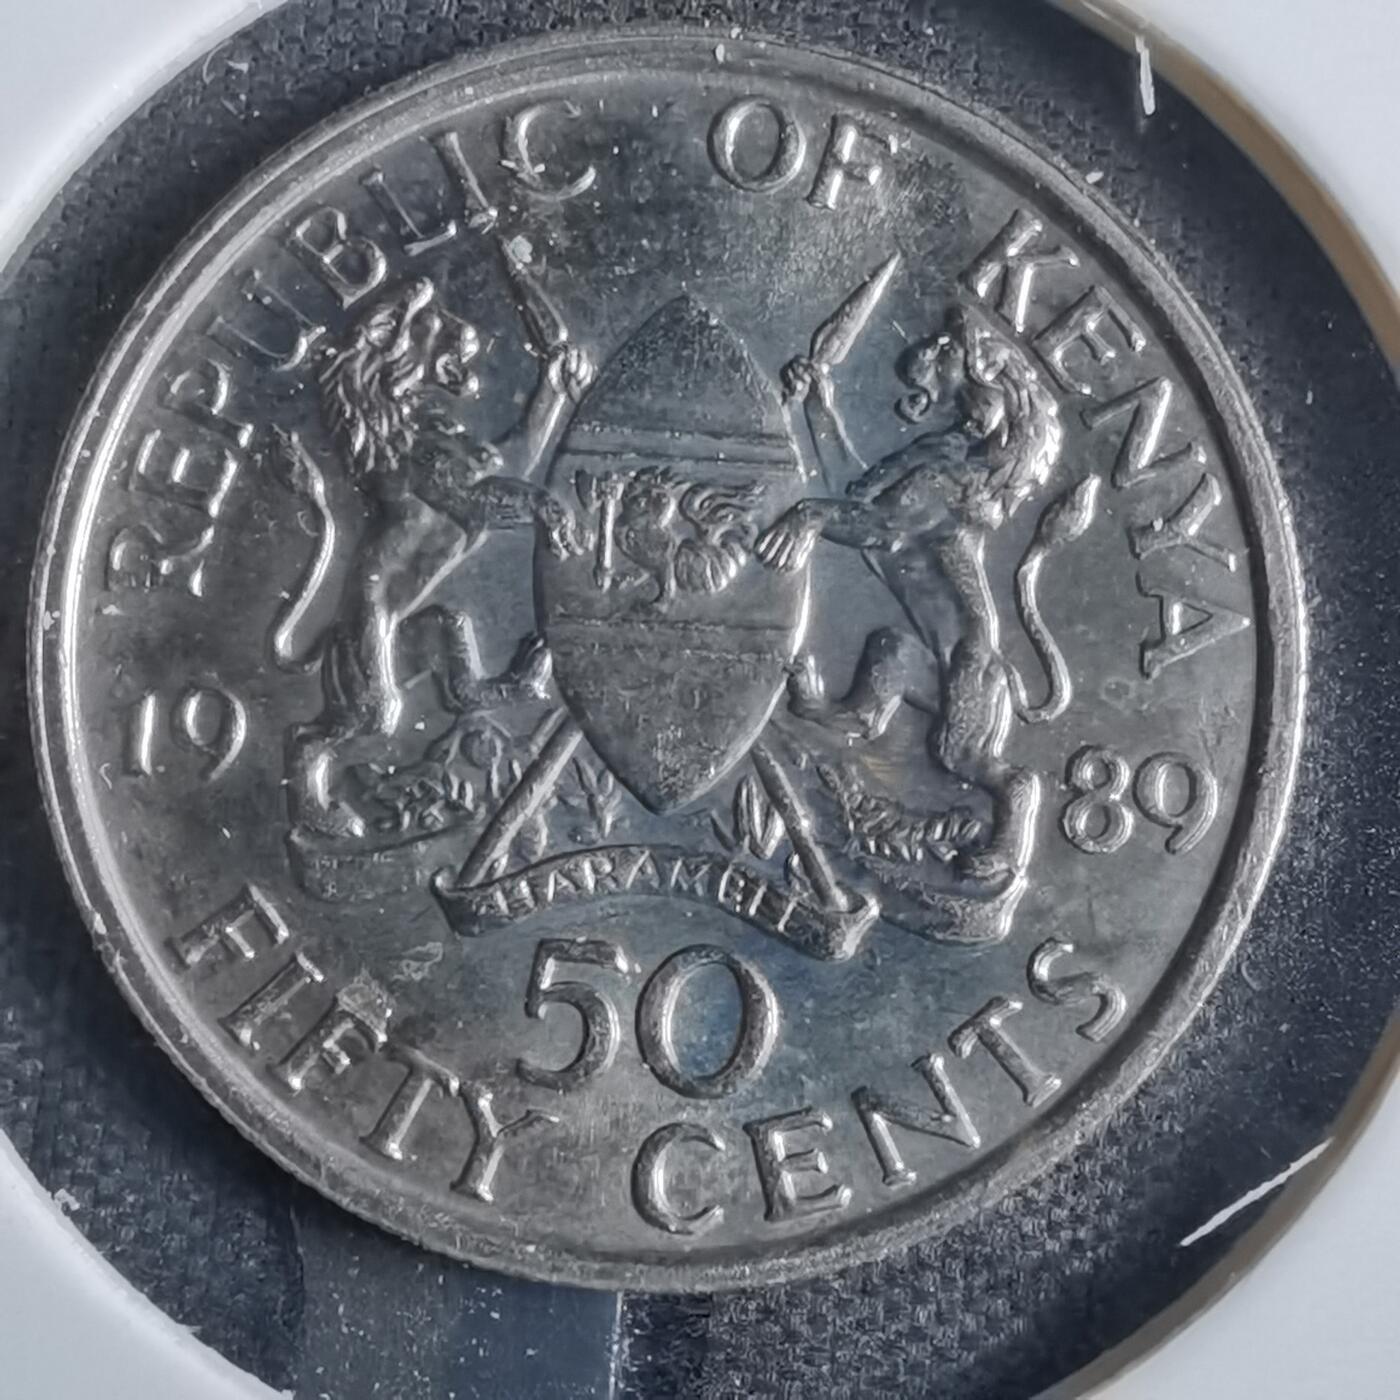 REPUBLIC OF KENYA
19 89
HARAMBEE
50
FIFTY CENTS